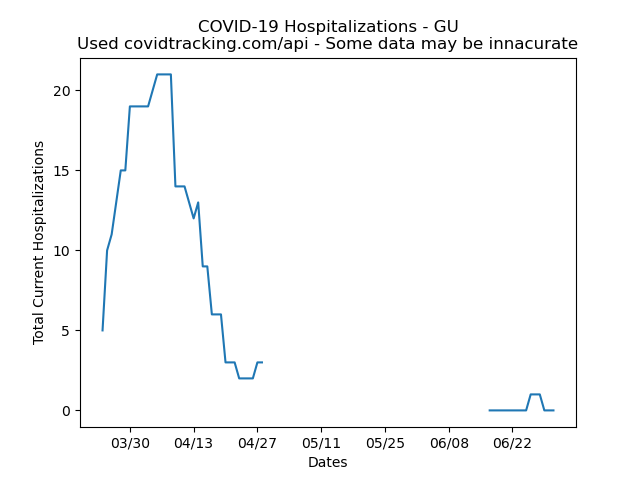 COVID-19 Hospitalizations - GU
Used covidtracking.com/api - Some data may be innacurate
Total Current Hospitalizations
20
15
10
5
0
03/30 04/13 04/27 05/11 05/25 06/08 06/22
Dates